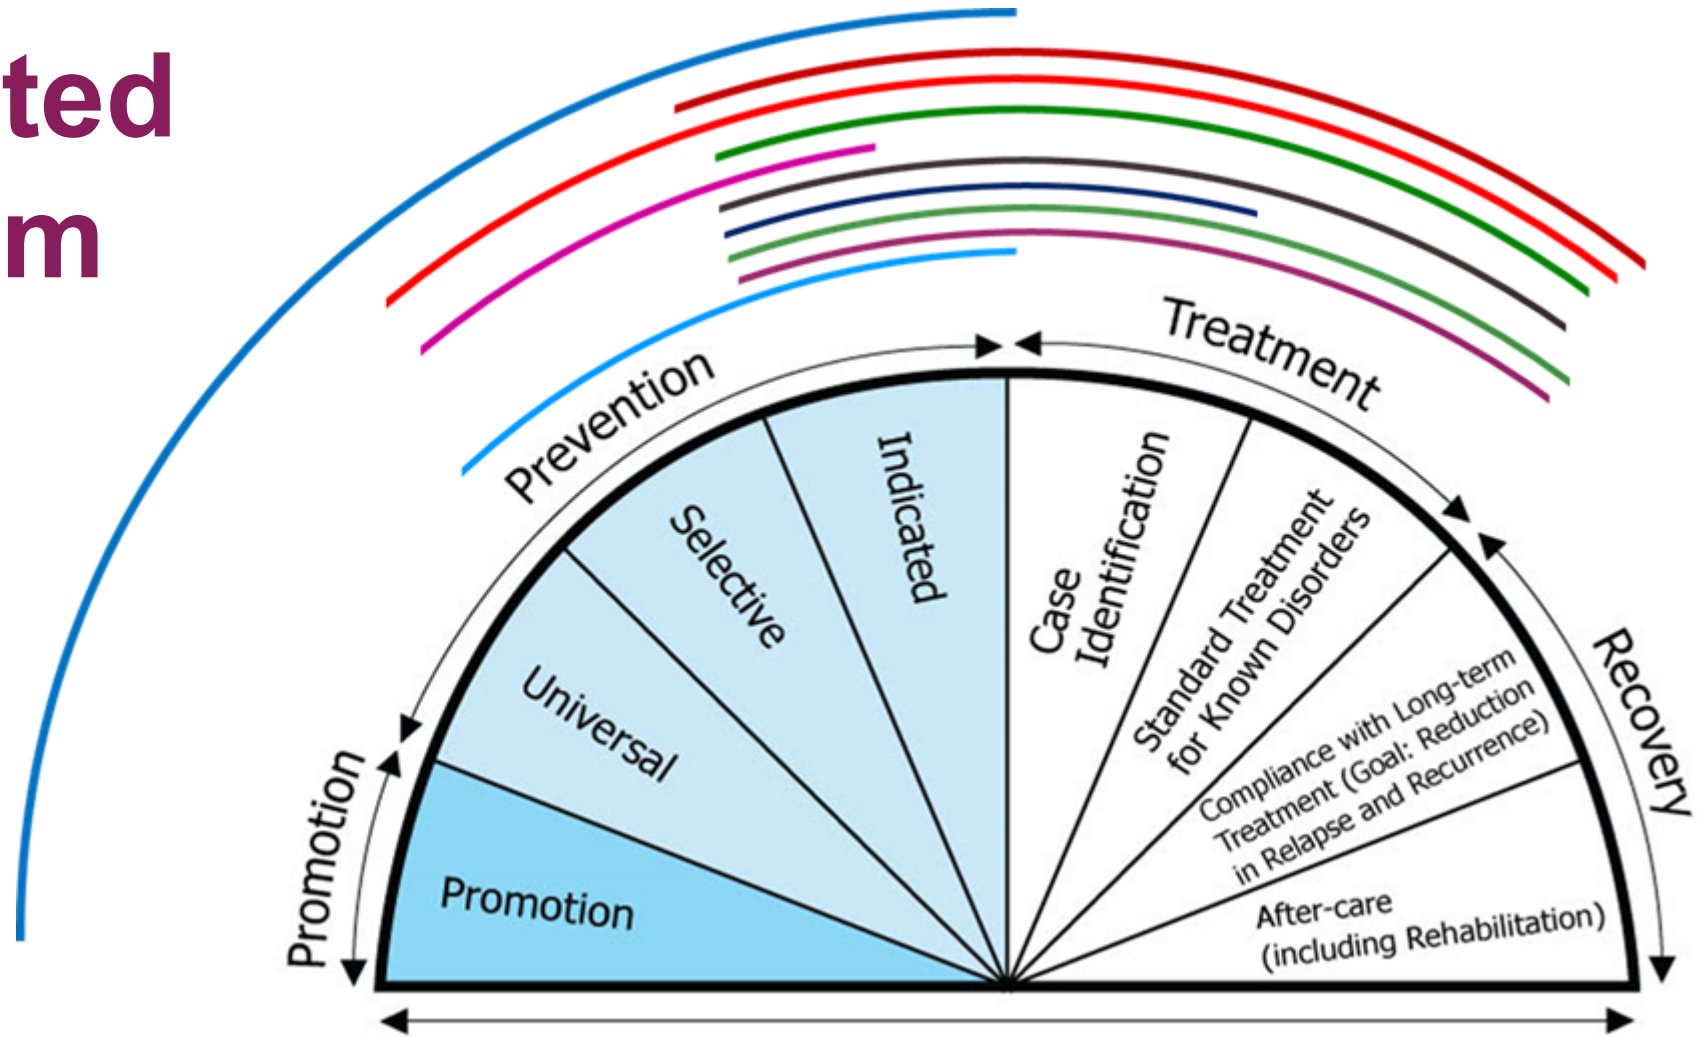 ted
m
Prevention
Treatment
Recovery
Promotion
Promotion
Universal
Selective
Indicated
Case
Identification
Standard Treatment
for Known Disorders
Compliance with Long-term
Treatment (Goal: Reduction
in Relapse and Recurrence)
After-care
(including Rehabilitation)